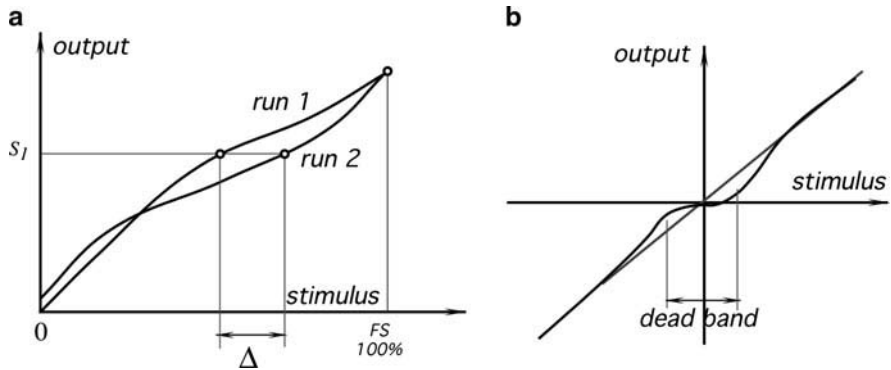 a
output
run 1
S1
run 2
stimulus
0
Δ
FS
100%
b
output
stimulus
dead band